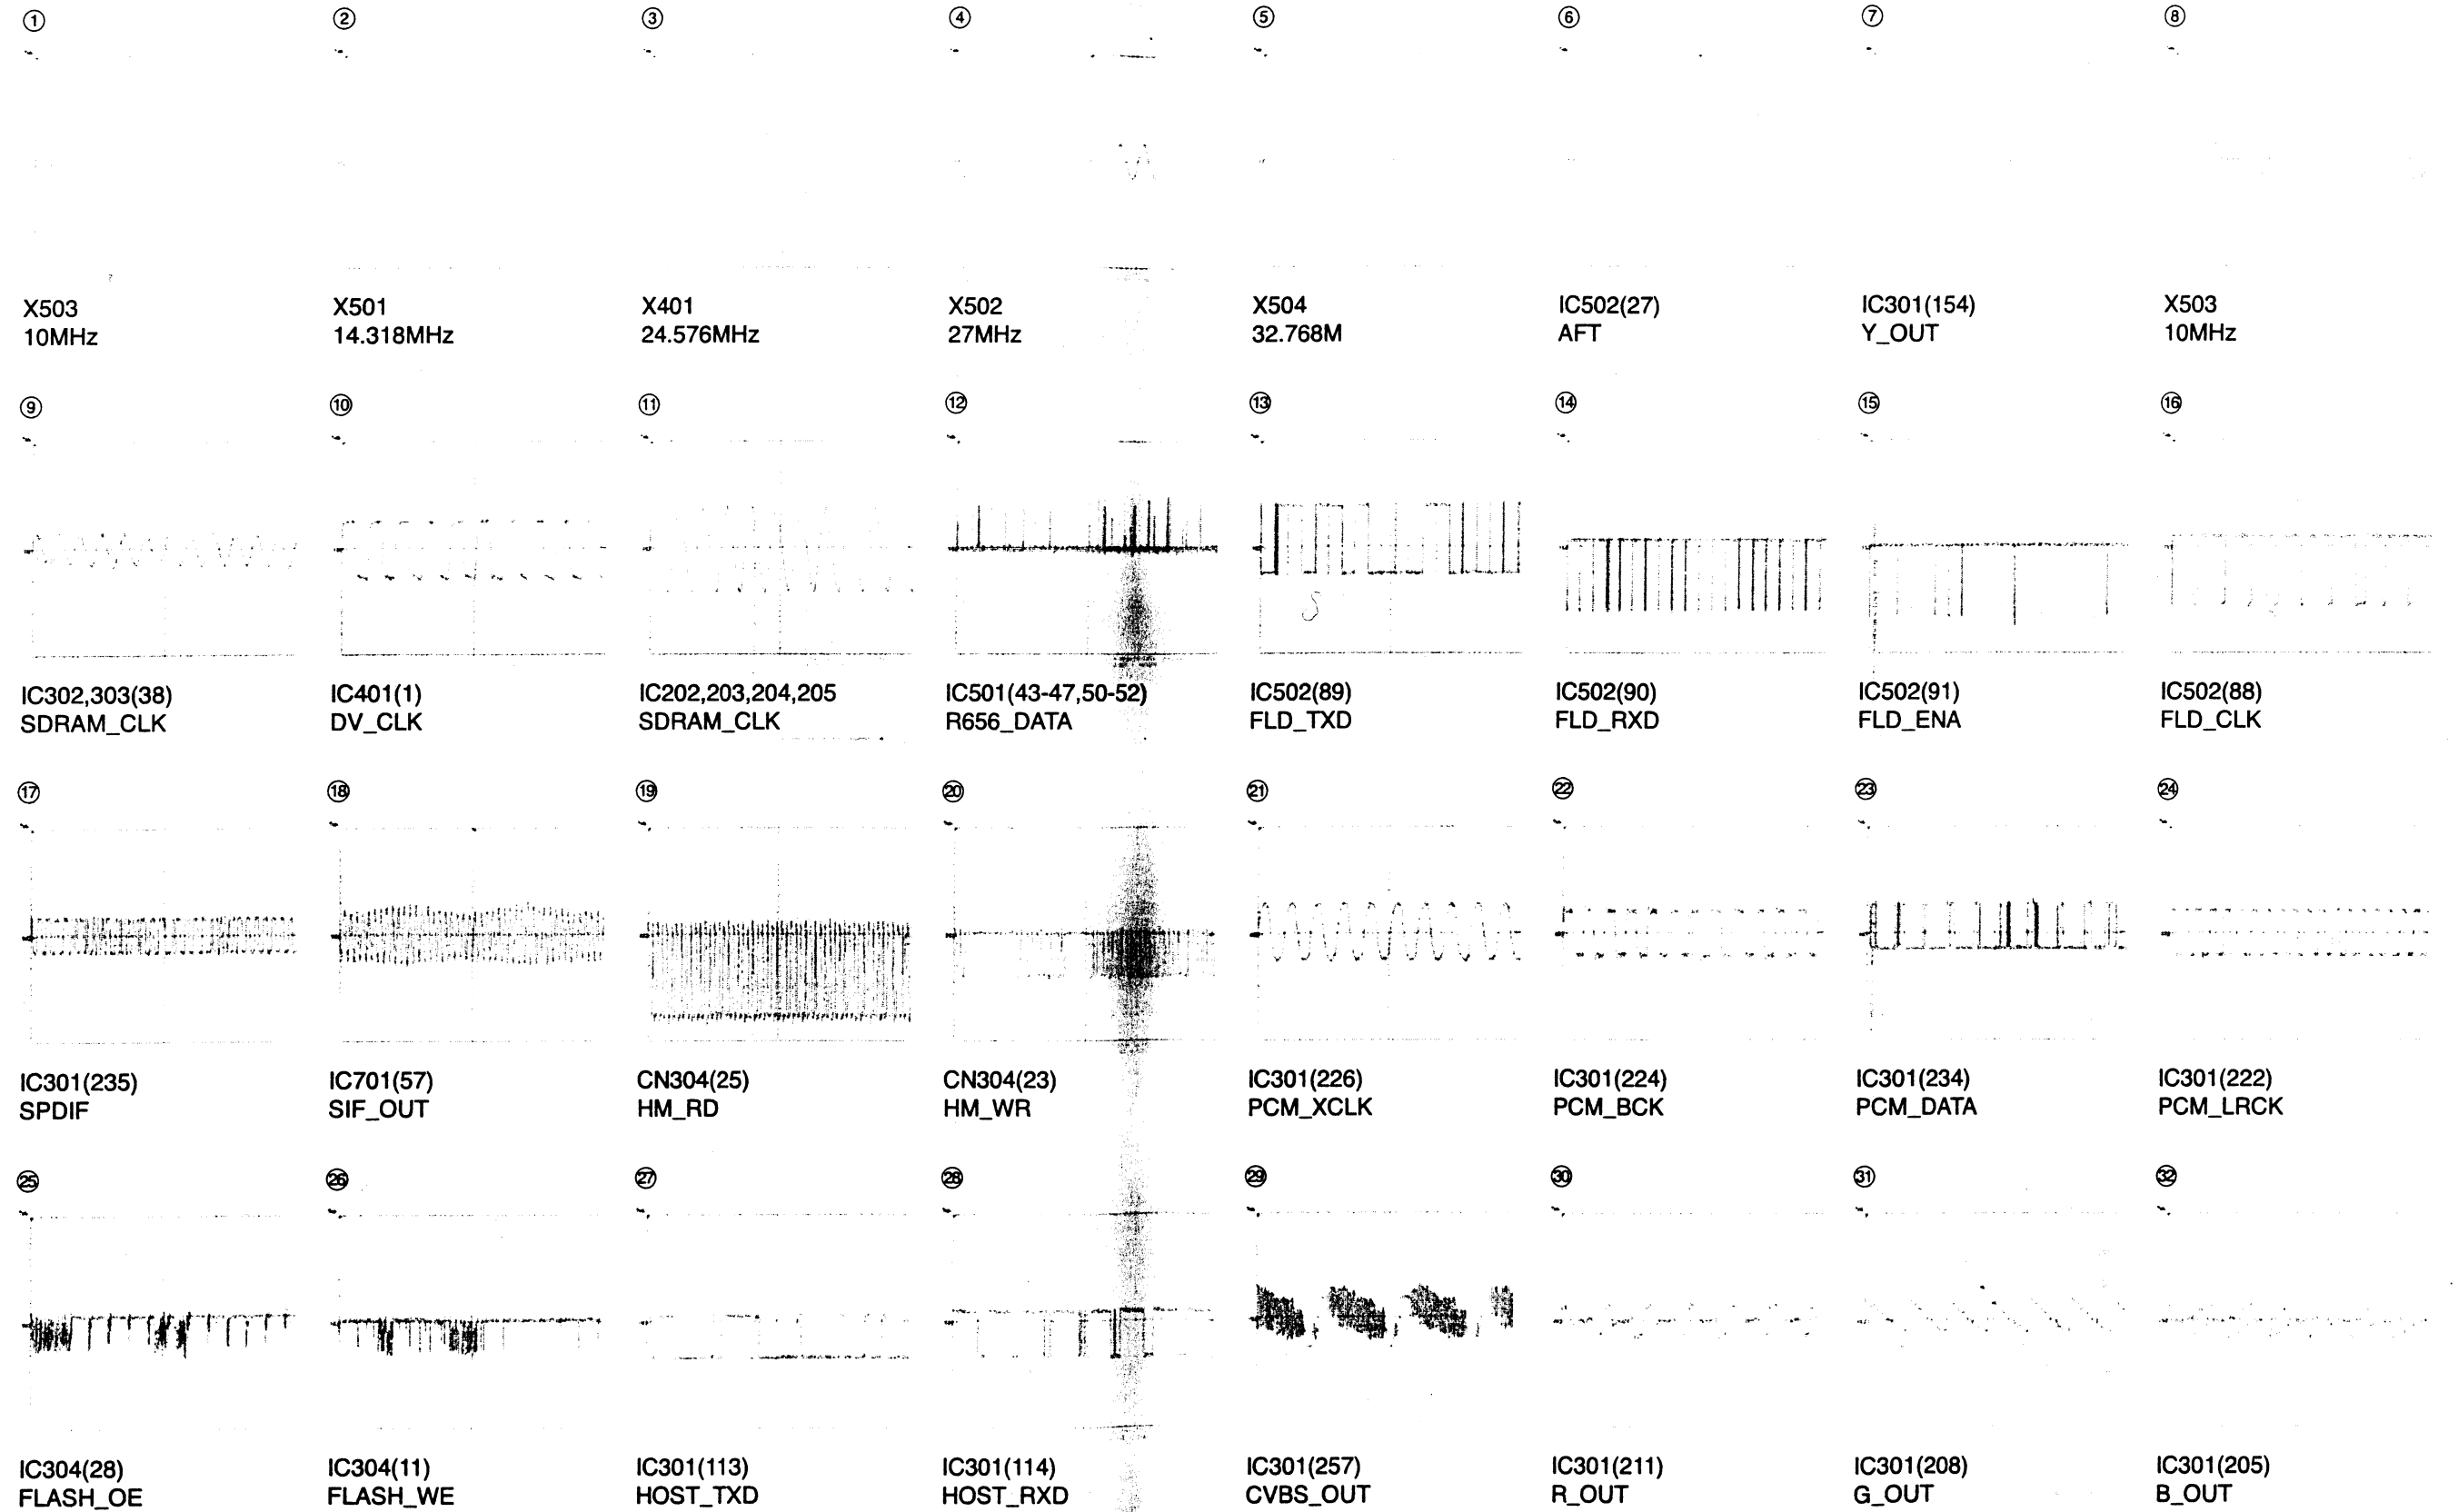 ① ② ③ ④ ⑤ ⑥ ⑦ ⑧
X503 X501 X401 X502 X504 IC502(27) IC301(154) X503
10MHz 14.318MHz 24.576MHz 27MHz 32.768M AFT Y_OUT 10MHz
⑨ ⑩ ⑪ ⑫ ⑬ ⑭ ⑮ ⑯
IC302,303(38) IC401(1) IC202,203,204,205 IC501(43-47,50-52) IC502(89) IC502(90) IC502(91) IC502(88)
SDRAM_CLK DV_CLK SDRAM_CLK R656_DATA FLD_TXD FLD_RXD FLD_ENA FLD_CLK
⑰ ⑱ ⑲ ⑳ ㉑ ㉒ ㉓ ㉔
IC301(235) IC701(57) CN304(25) CN304(23) IC301(226) IC301(224) IC301(234) IC301(222)
SPDIF SIF_OUT HM_RD HM_WR PCM_XCLK PCM_BCK PCM_DATA PCM_LRCK
㉕ ㉖ ㉗ ㉘ ㉙ ㉚ ㉛ ㉜
IC304(28) IC304(11) IC301(113) IC301(114) IC301(257) IC301(211) IC301(208) IC301(205)
FLASH_OE FLASH_WE HOST_TXD HOST_RXD CVBS_OUT R_OUT G_OUT B_OUT